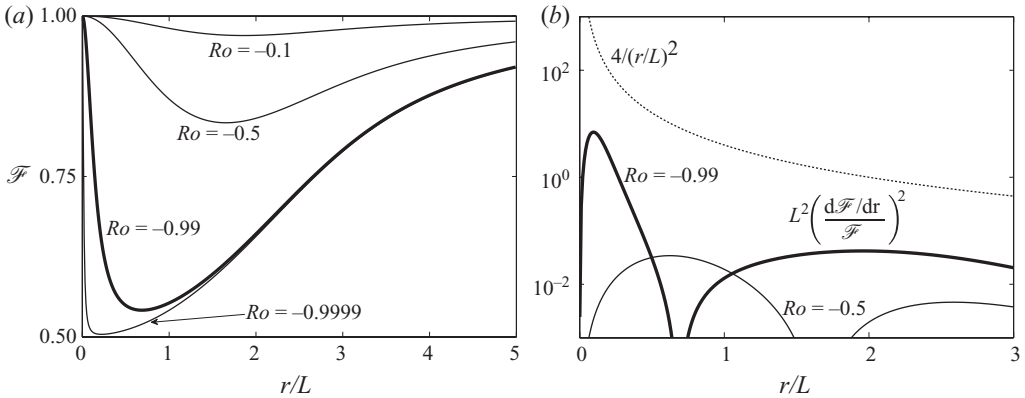 (a)
1.00
0.75
0.50
ℱ
Ro = –0.1
Ro = –0.5
Ro = –0.99
Ro = –0.9999
0 1 2 3 4 5
r/L
(b)
10²
10⁰
10⁻²
4/(r/L)²
Ro = –0.99
L²(dℱ/dr / ℱ)²
Ro = –0.5
0 1 2 3
r/L